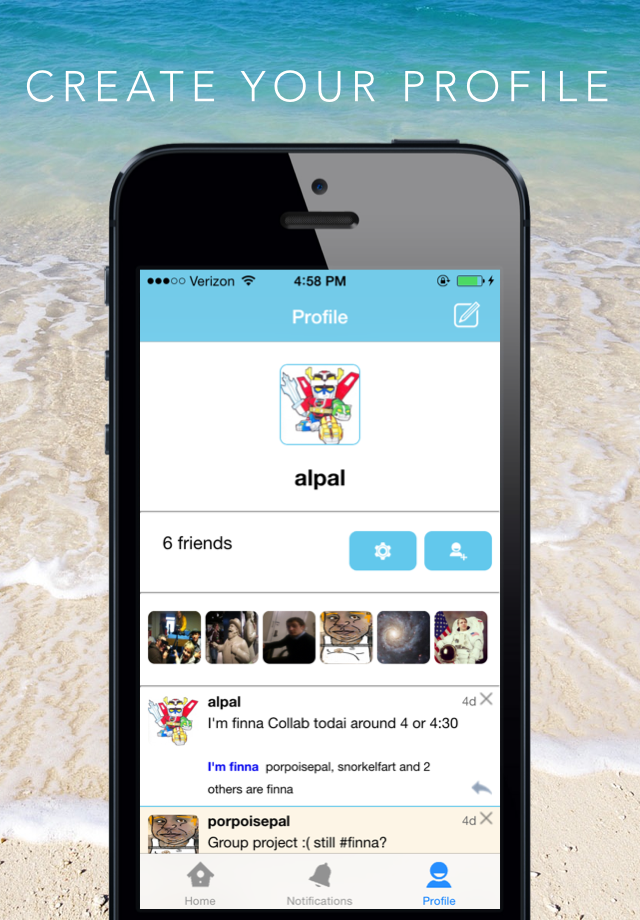 CREATE YOUR PROFILE
Verizon 4:58 PM
Profile
alpal
6 friends
alpal 4d
I'm finna Collab todai around 4 or 4:30
I'm finna porpoisepal, snorkelfart and 2
others are finna
porpoisepal 4d
Group project :( still #finna?
Home Notifications Profile